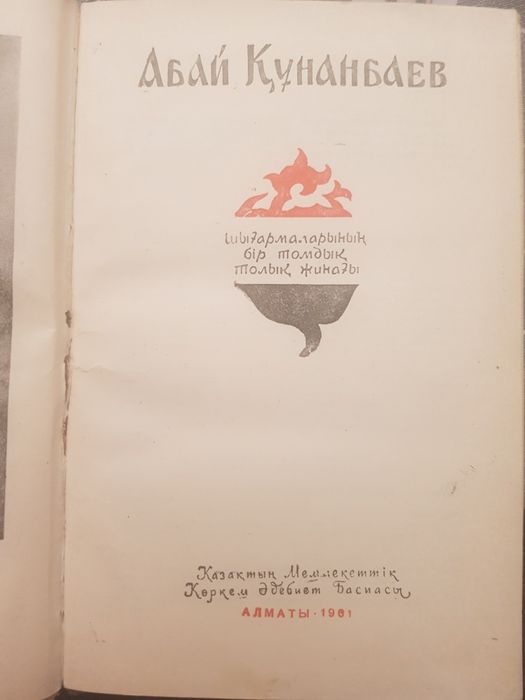 Абай Құнанбаев
шығармаларының
бір томдық
толық жинағы
Қазақтың Мемлекеттік
Көркем Әдебиет Баспасы
АЛМАТЫ·1961